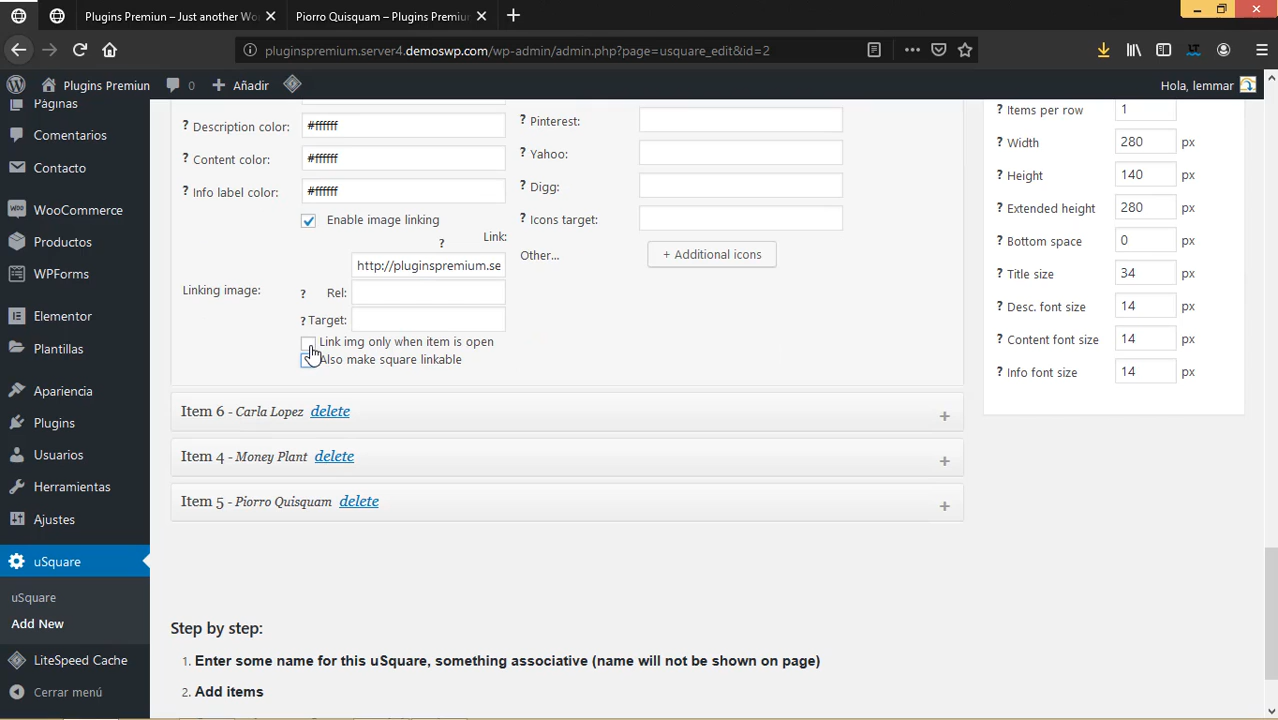 Plugins Premiun – Just another Wo
Piorro Quisquam – Plugins Premiun
pluginspremium.server4.demoswp.com/wp-admin/admin.php?page=usquare_edit&id=2
Plugins Premiun
0
Añadir
Hola, lemmar
Páginas
Comentarios
Contacto
WooCommerce
Productos
WPForms
Elementor
Plantillas
Apariencia
Plugins
Usuarios
Herramientas
Ajustes
uSquare
uSquare
Add New
LiteSpeed Cache
Cerrar menú
? Description color: #ffffff
? Content color: #ffffff
? Info label color: #ffffff
Enable image linking
? Link:
http://pluginspremium.se
Linking image:
? Rel:
? Target:
Link img only when item is open
Also make square linkable
? Pinterest:
? Yahoo:
? Digg:
? Icons target:
Other...
+ Additional icons
Item 6 - Carla Lopez delete
+
Item 4 - Money Plant delete
+
Item 5 - Piorro Quisquam delete
+
? Items per row 1
? Width 280 px
? Height 140 px
? Extended height 280 px
? Bottom space 0 px
? Title size 34 px
? Desc. font size 14 px
? Content font size 14 px
? Info font size 14 px
Step by step:
1. Enter some name for this uSquare, something associative (name will not be shown on page)
2. Add items